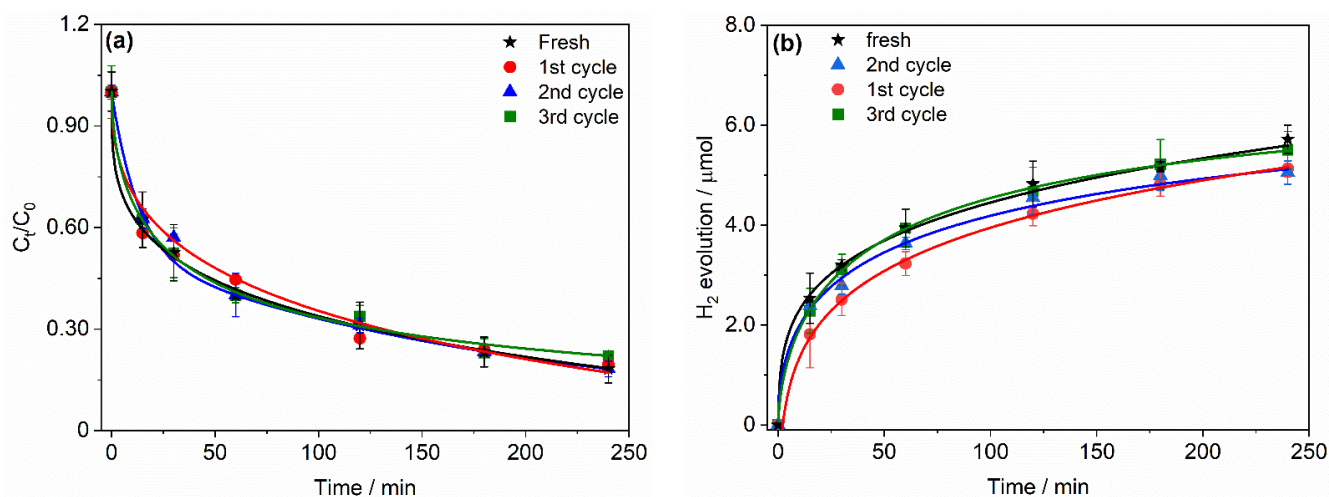 (a)
Fresh
1st cycle
2nd cycle
3rd cycle
1.2
0.90
0.60
0.30
0
Cₜ/C₀
0 50 100 150 200 250
Time / min
(b)
fresh
2nd cycle
1st cycle
3rd cycle
8.0
6.0
4.0
2.0
0
H₂ evolution / μmol
0 50 100 150 200 250
Time / min